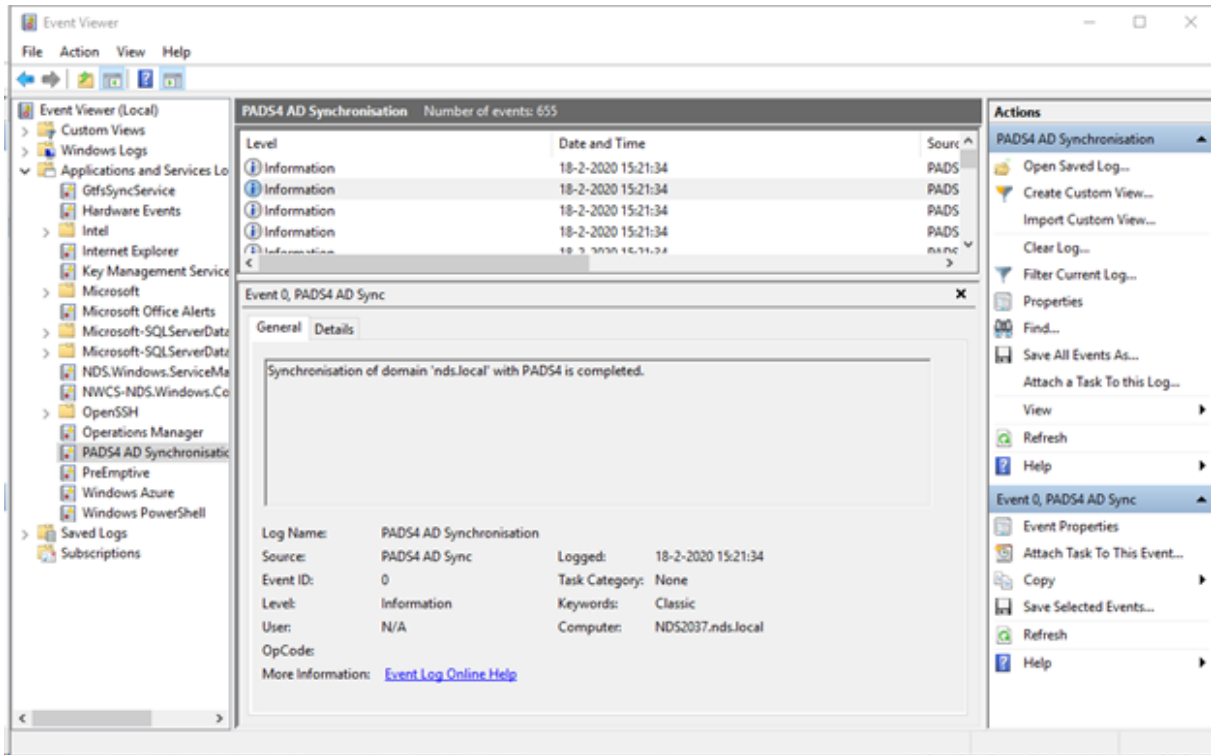 Event Viewer
File Action View Help
Event Viewer (Local)
Custom Views
Windows Logs
Applications and Services Lo
GtfsSyncService
Hardware Events
Intel
Internet Explorer
Key Management Service
Microsoft
Microsoft Office Alerts
Microsoft-SQLServerData
Microsoft-SQLServerData
NDS.Windows.ServiceMa
NWCS-NDS.Windows.Co
OpenSSH
Operations Manager
PADS4 AD Synchronisatic
PreEmptive
Windows Azure
Windows PowerShell
Saved Logs
Subscriptions
PADS4 AD Synchronisation Number of events: 655
Level Date and Time Sourc
Information 18-2-2020 15:21:34 PADS
Information 18-2-2020 15:21:34 PADS
Information 18-2-2020 15:21:34 PADS
Information 18-2-2020 15:21:34 PADS
Information 18-2-2020 15:21:34 PADS
Event 0, PADS4 AD Sync
General Details
Synchronisation of domain 'nds.local' with PADS4 is completed.
Log Name: PADS4 AD Synchronisation
Source: PADS4 AD Sync Logged: 18-2-2020 15:21:34
Event ID: 0 Task Category: None
Level: Information Keywords: Classic
User: N/A Computer: NDS2037.nds.local
OpCode:
More Information: Event Log Online Help
Actions
PADS4 AD Synchronisation
Open Saved Log...
Create Custom View...
Import Custom View...
Clear Log...
Filter Current Log...
Properties
Find...
Save All Events As...
Attach a Task To this Log...
View
Refresh
Help
Event 0, PADS4 AD Sync
Event Properties
Attach Task To This Event...
Copy
Save Selected Events...
Refresh
Help